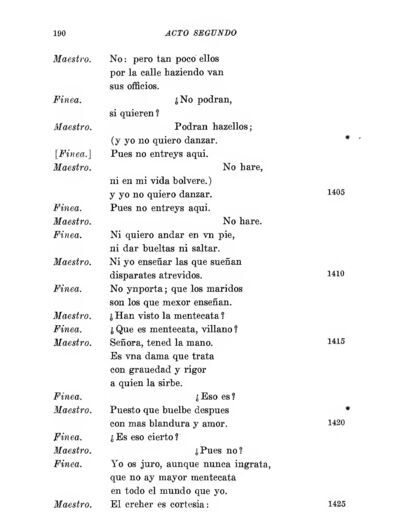 190 ACTO SEGUNDO
Maestro. No: pero tan poco ellos
por la calle haziendo van
sus officios.
Finea. ¿No podran,
si quieren?
Maestro. Podran hazellos;
(y yo no quiero danzar. *
[Finea.] Pues no entreys aqui.
Maestro. No hare,
ni en mi vida bolvere.)
y yo no quiero danzar. 1405
Finea. Pues no entreys aqui.
Maestro. No hare.
Finea. Ni quiero andar en vn pie,
ni dar bueltas ni saltar.
Maestro. Ni yo enseñar las que sueñan
disparates atrevidos. 1410
Finea. No ynporta; que los maridos
son los que mexor enseñan.
Maestro. ¿Han visto la mentecata?
Finea. ¿Que es mentecata, villano?
Maestro. Señora, tened la mano. 1415
Es vna dama que trata
con grauedad y rigor
a quien la sirbe.
Finea. ¿Eso es?
Maestro. Puesto que buelbe despues *
con mas blandura y amor. 1420
Finea. ¿Es eso cierto?
Maestro. ¿Pues no?
Finea. Yo os juro, aunque nunca ingrata,
que no ay mayor mentecata
en todo el mundo que yo.
Maestro. El creher es cortesia: 1425